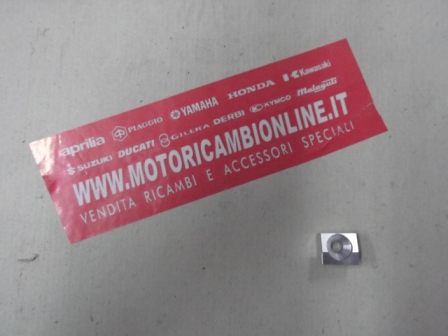 aprilia PIAGGIO YAMAHA HONDA Kawasaki
SUZUKI DUCATI GILERA DERBI KYMCO Malaguti
WWW.MOTORICAMBIONLINE.IT
VENDITA RICAMBI E ACCESSORI SPECIALI